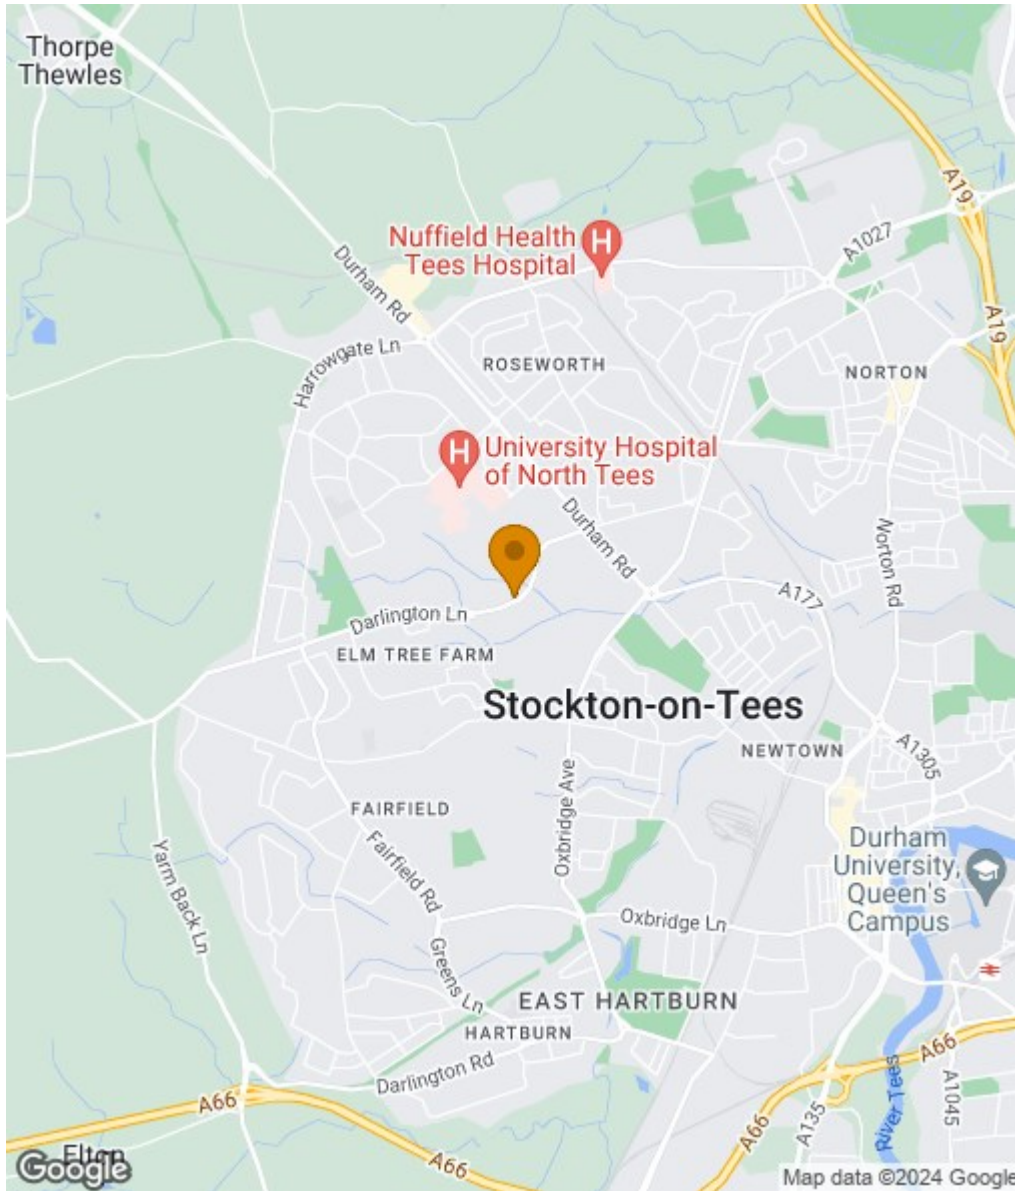 Thorpe
Thewles
A19
Nuffield Health
Tees Hospital
H
A1027
Durham Rd
A19
Harrowgate Ln
ROSEWORTH
NORTON
H
University Hospital
of North Tees
Durham Rd
Norton Rd
A177
Darlington Ln
ELM TREE FARM
Stockton-on-Tees
NEWTOWN
A1305
Oxbridge Ave
FAIRFIELD
Durham
University,
Queen's
Campus
Fairfield Rd
Yarm Back Ln
Oxbridge Ln
Greens Ln
EAST HARTBURN
HARTBURN
A66
Darlington Rd
A66
A66
A135
River Tees
A1045
Elton
A66
Google
Map data ©2024 Google